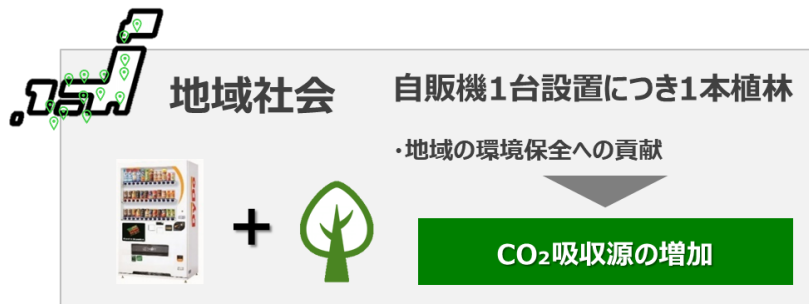 地域社会
自販機1台設置につき1本植林
・地域の環境保全への貢献
+
CO₂吸収源の増加
DYDO